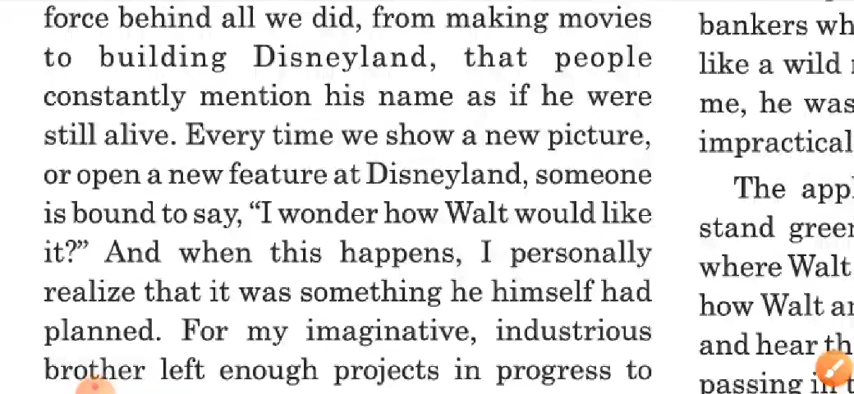 force behind all we did, from making movies
to building Disneyland, that people
constantly mention his name as if he were
still alive. Every time we show a new picture,
or open a new feature at Disneyland, someone
is bound to say, “I wonder how Walt would like
it?” And when this happens, I personally
realize that it was something he himself had
planned. For my imaginative, industrious
brother left enough projects in progress to
bankers
like a wild
me, he was
impractical
The
stand
where Walt
how Walt
and hear
passing